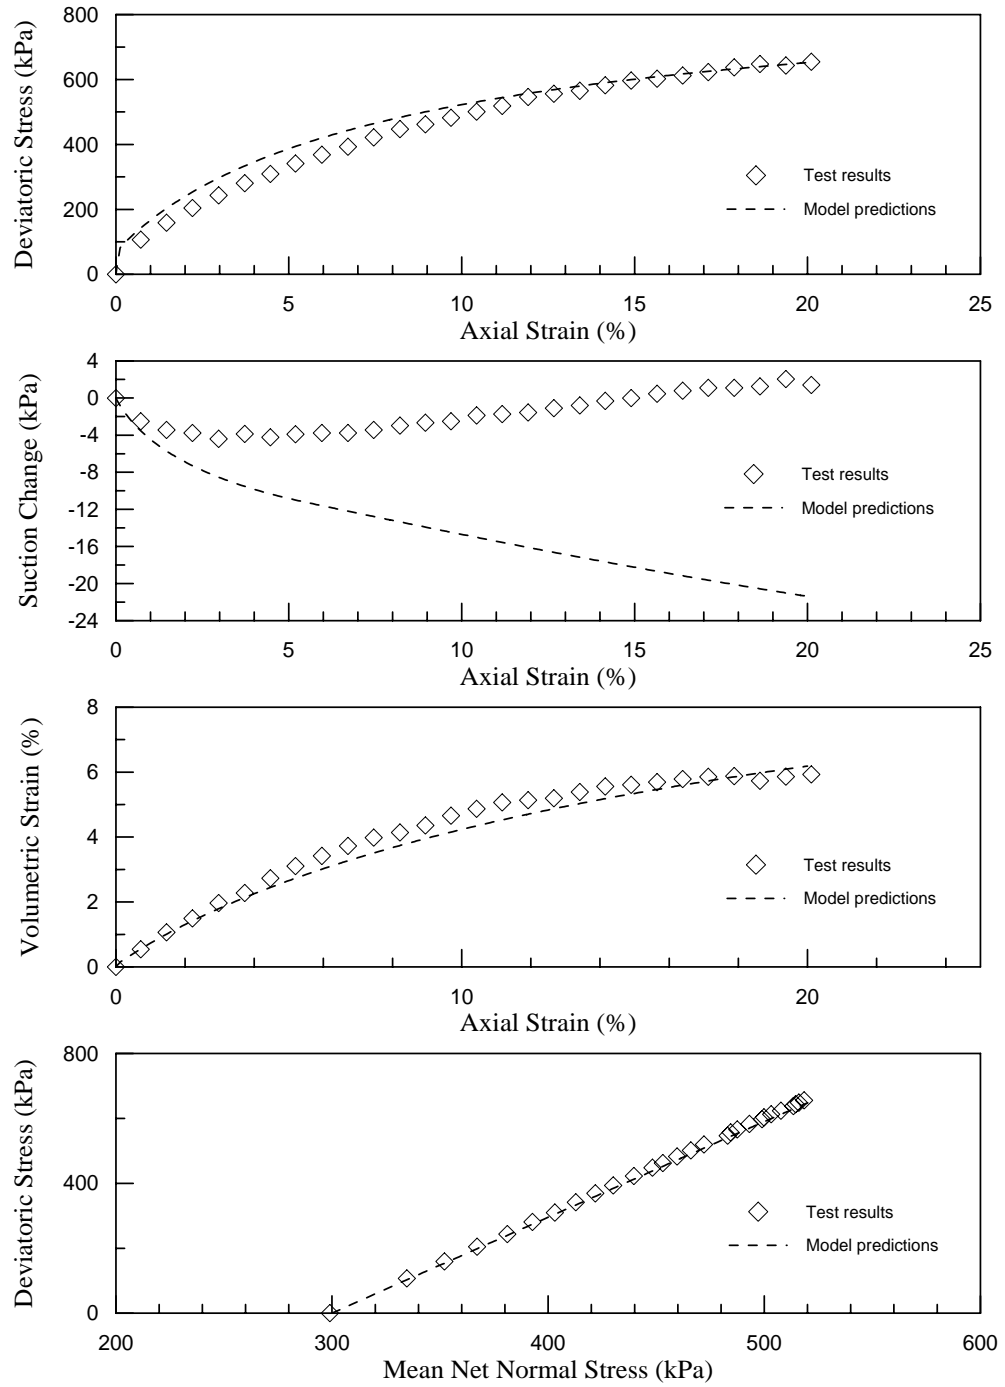 800
600
400
200
0
Deviatoric Stress (kPa)
Test results
Model predictions
0 5 10 15 20 25
Axial Strain (%)
4
0
-4
-8
-12
-16
-20
-24
Suction Change (kPa)
Test results
Model predictions
0 5 10 15 20 25
Axial Strain (%)
8
6
4
2
0
Volumetric Strain (%)
Test results
Model predictions
0 10 20
Axial Strain (%)
800
400
0
Deviatoric Stress (kPa)
Test results
Model predictions
200 300 400 500 600
Mean Net Normal Stress (kPa)